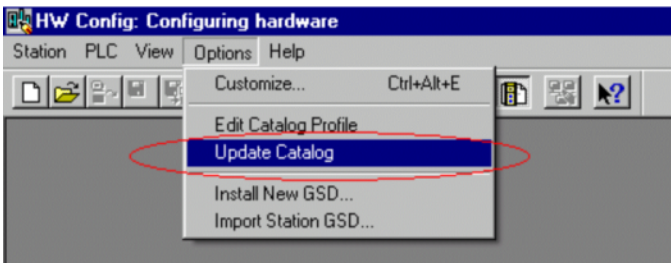 HW Config: Configuring hardware
Station PLC View Options Help
Customize... Ctrl+Alt+E
Edit Catalog Profile
Update Catalog
Install New GSD...
Import Station GSD...